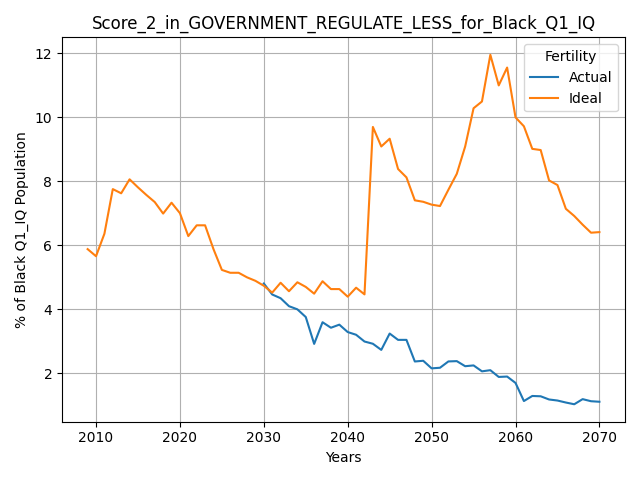 Score_2_in_GOVERNMENT_REGULATE_LESS_for_Black_Q1_IQ
Fertility
Actual
Ideal
% of Black Q1_IQ Population
12
10
8
6
4
2
2010 2020 2030 2040 2050 2060 2070
Years